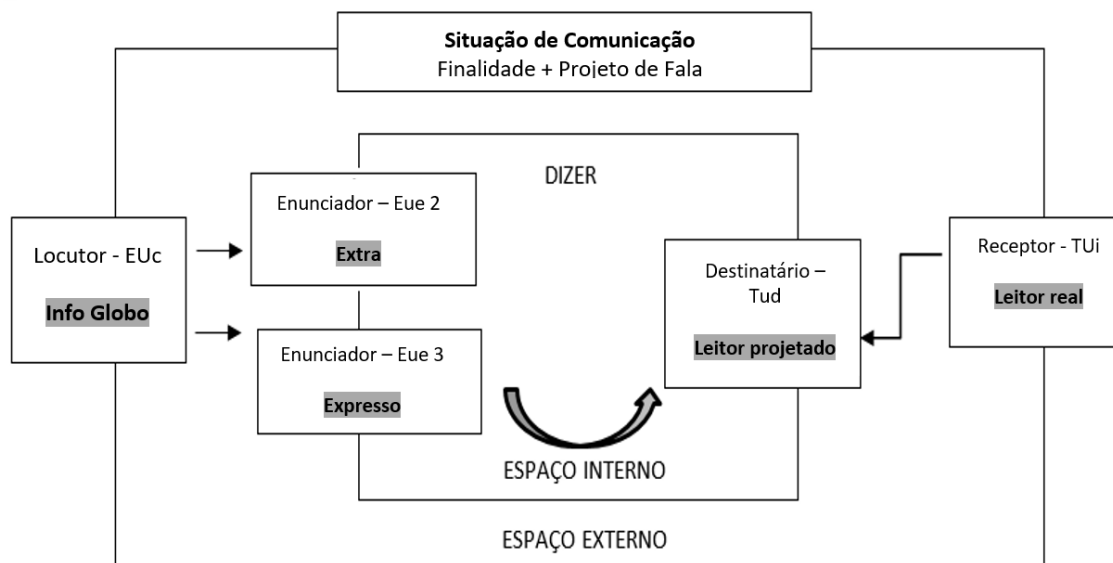 Situação de Comunicação
Finalidade + Projeto de Fala
DIZER
Enunciador – Eue 2
Extra
Locutor - EUc
Info Globo
Enunciador – Eue 3
Expresso
Destinatário –
Tud
Leitor projetado
Receptor - TUi
Leitor real
ESPAÇO INTERNO
ESPAÇO EXTERNO